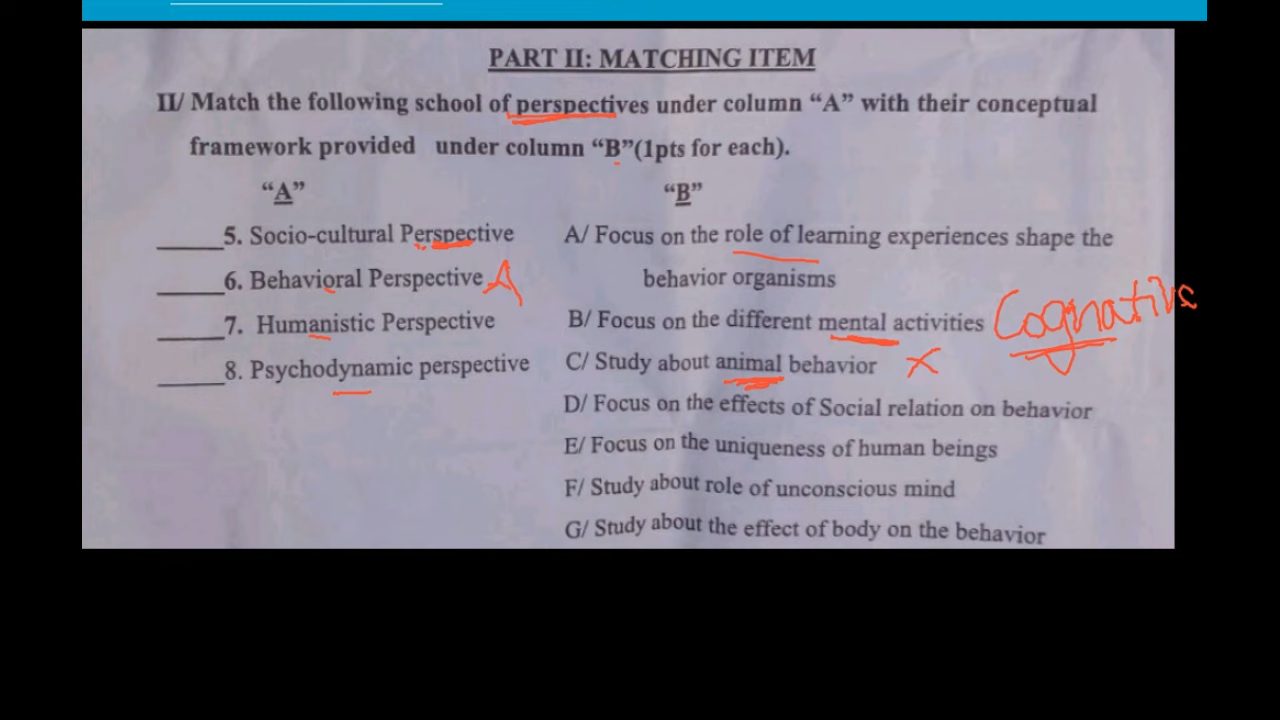 PART II: MATCHING ITEM
II/ Match the following school of perspectives under column “A” with their conceptual
framework provided under column “B”(1pts for each).
“A” “B”
_____5. Socio-cultural Perspective A/ Focus on the role of learning experiences shape the
_____6. Behavioral Perspective A behavior organisms
_____7. Humanistic Perspective B/ Focus on the different mental activities Cognative
_____8. Psychodynamic perspective C/ Study about animal behavior X
D/ Focus on the effects of Social relation on behavior
E/ Focus on the uniqueness of human beings
F/ Study about role of unconscious mind
G/ Study about the effect of body on the behavior